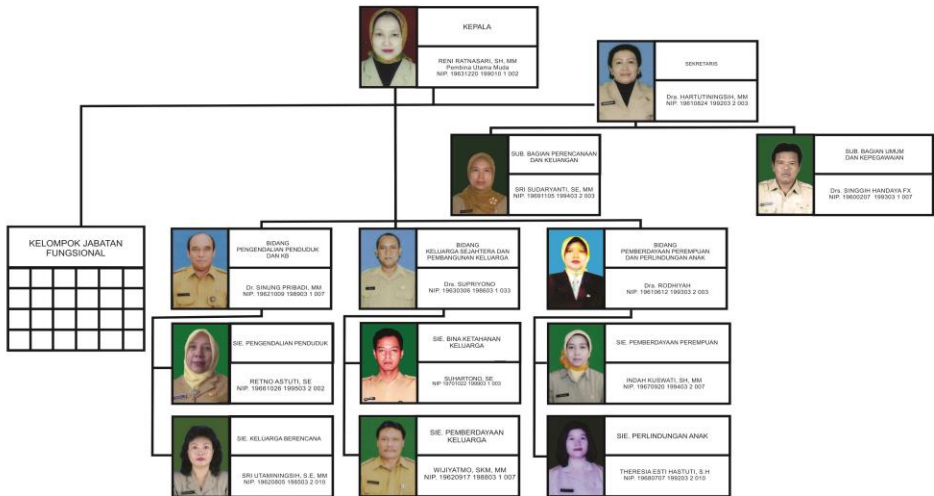 KEPALA
RENI RATNASARI, SH, MM
Pembina Utama Muda
NIP. 19631220 199010 1 002
SEKRETARIS
Dra. HARTUTININGSIH, MM
NIP. 19610824 199203 2 003
SUB. BAGIAN PERENCANAAN
DAN KEUANGAN
SRI SUDARYANTI, SE, MM
NIP. 19691105 199403 2 003
SUB. BAGIAN UMUM
DAN KEPEGAWAIAN
Drs. SINGGIH HANDAYA FX
NIP. 19600207 199303 1 007
KELOMPOK JABATAN
FUNGSIONAL
BIDANG
PENGENDALIAN PENDUDUK
DAN KB
Dr. SINUNG PRIBADI, MM
NIP. 19621009 198903 1 007
BIDANG
KELUARGA SEJAHTERA DAN
PEMBANGUNAN KELUARGA
Drs. SUPRIYONO
NIP. 19630306 198603 1 033
BIDANG
PEMBERDAYAAN PEREMPUAN
DAN PERLINDUNGAN ANAK
Dra. RODHIYAH
NIP. 19610612 199303 2 003
SIE. PENGENDALIAN PENDUDUK
RETNO ASTUTI, SE
NIP. 19661026 199503 2 002
SIE. BINA KETAHANAN
KELUARGA
SUHARTONO, SE
NIP 19701022 199803 1 003
SIE. PEMBERDAYAAN PEREMPUAN
INDAH KUSWATI, SH, MM
NIP. 19670920 199403 2 007
SIE. KELUARGA BERENCANA
SRI UTAMININGSIH, S.E, MM
NIP. 19620805 198503 2 010
SIE. PEMBERDAYAAN
KELUARGA
WIJIYATMO, SKM, MM
NIP. 19620917 198803 1 007
SIE. PERLINDUNGAN ANAK
THERESIA ESTI HASTUTI, S.H
NIP. 19680707 199203 2 010